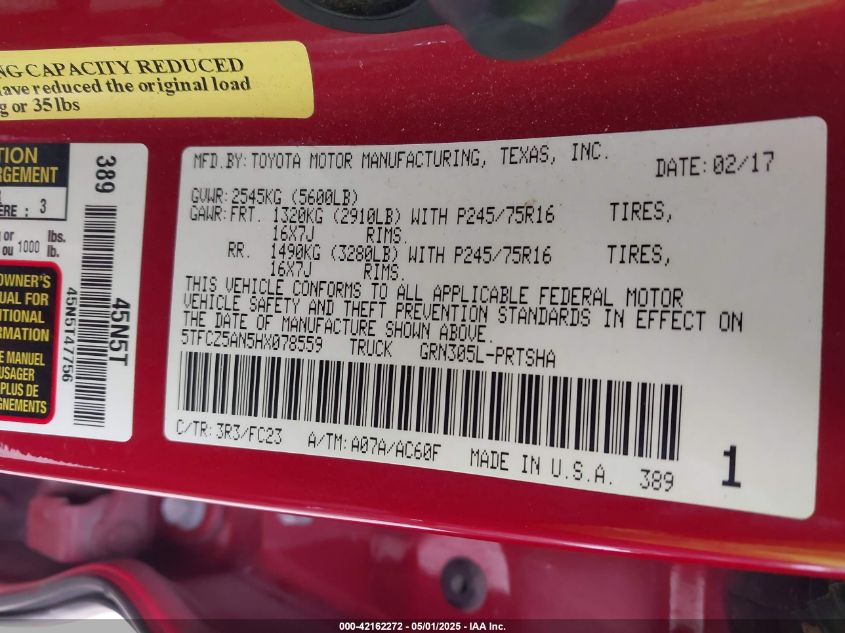 NG CAPACITY REDUCED
ave reduced the original load
g or 35 lbs
TION
RGEMENT
ÈRE : 3
g or lbs.
ou 1000 lb.
OWNER'S
UAL FOR
ITIONAL
RMATION
LE MANUEL
USAGER
PLUS DE
GNEMENTS
389
45N5T
45N5T47756
MFD.BY: TOYOTA MOTOR MANUFACTURING, TEXAS, INC.
DATE: 02/17
GVWR: 2545KG (5600LB)
GAWR: FRT. 1320KG (2910LB) WITH P245/75R16 TIRES,
16X7J RIMS.
RR. 1490KG (3280LB) WITH P245/75R16 TIRES,
16X7J RIMS.
THIS VEHICLE CONFORMS TO ALL APPLICABLE FEDERAL MOTOR
VEHICLE SAFETY AND THEFT PREVENTION STANDARDS IN EFFECT ON
THE DATE OF MANUFACTURE SHOWN ABOVE.
5TFCZ5AN5HX078559 TRUCK GRN305L-PRTSHA
C/TR: 3R3/FC23 A/TM: A07A/AC60F MADE IN U.S.A. 389
1
000-42162272 - 05/01/2025 - IAA Inc.